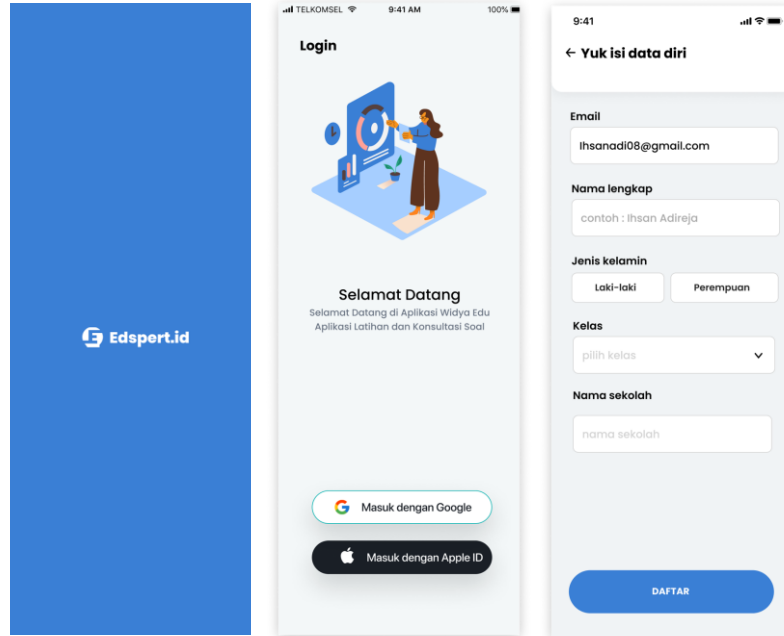 Edspert.id
TELKOMSEL 9:41 AM 100%
Login
Selamat Datang
Selamat Datang di Aplikasi Widya Edu
Aplikasi Latihan dan Konsultasi Soal
Masuk dengan Google
Masuk dengan Apple ID
9:41
← Yuk isi data diri
Email
Ihsanadi08@gmail.com
Nama lengkap
contoh : Ihsan Adireja
Jenis kelamin
Laki-laki Perempuan
Kelas
pilih kelas
Nama sekolah
nama sekolah
DAFTAR